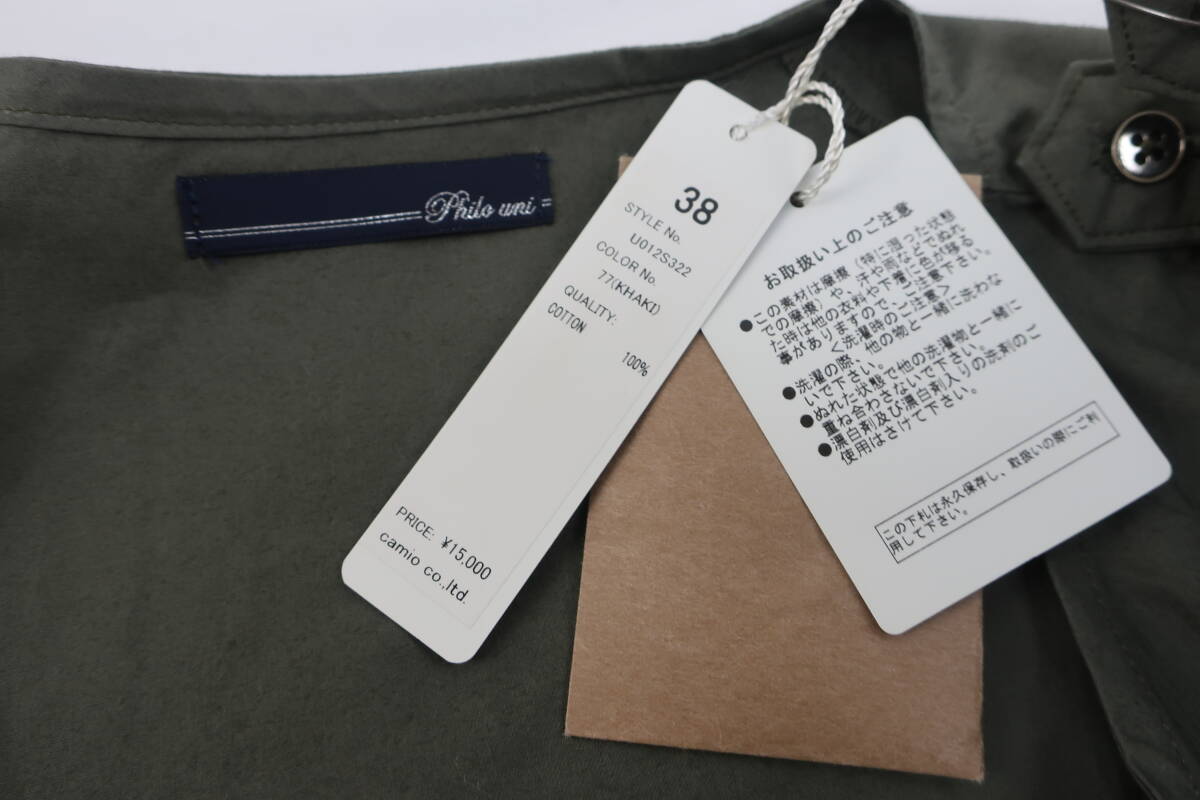 Philo uni
38
STYLE No.
U012S322
COLOR No.
77(KHAKI)
QUALITY:
COTTON
100%
PRICE: ¥15,000
camio co.,ltd.
お取扱い上のご注意
●この素材は摩擦(特に湿った状態
での摩擦)や、汗や雨などでぬれ
た時は他の衣料や下着に色が移る
事がありますので、ご注意下さい。
<洗濯時のご注意>
●洗濯の際、他の物と一緒に洗わな
いで下さい。
●ぬれた状態で他の洗濯物と一緒に
重ね合わさないで下さい。
●漂白剤及び漂白剤入りの洗剤のご
使用はさけて下さい。
この下札は永久保存し、取扱いの際にご利
用して下さい。